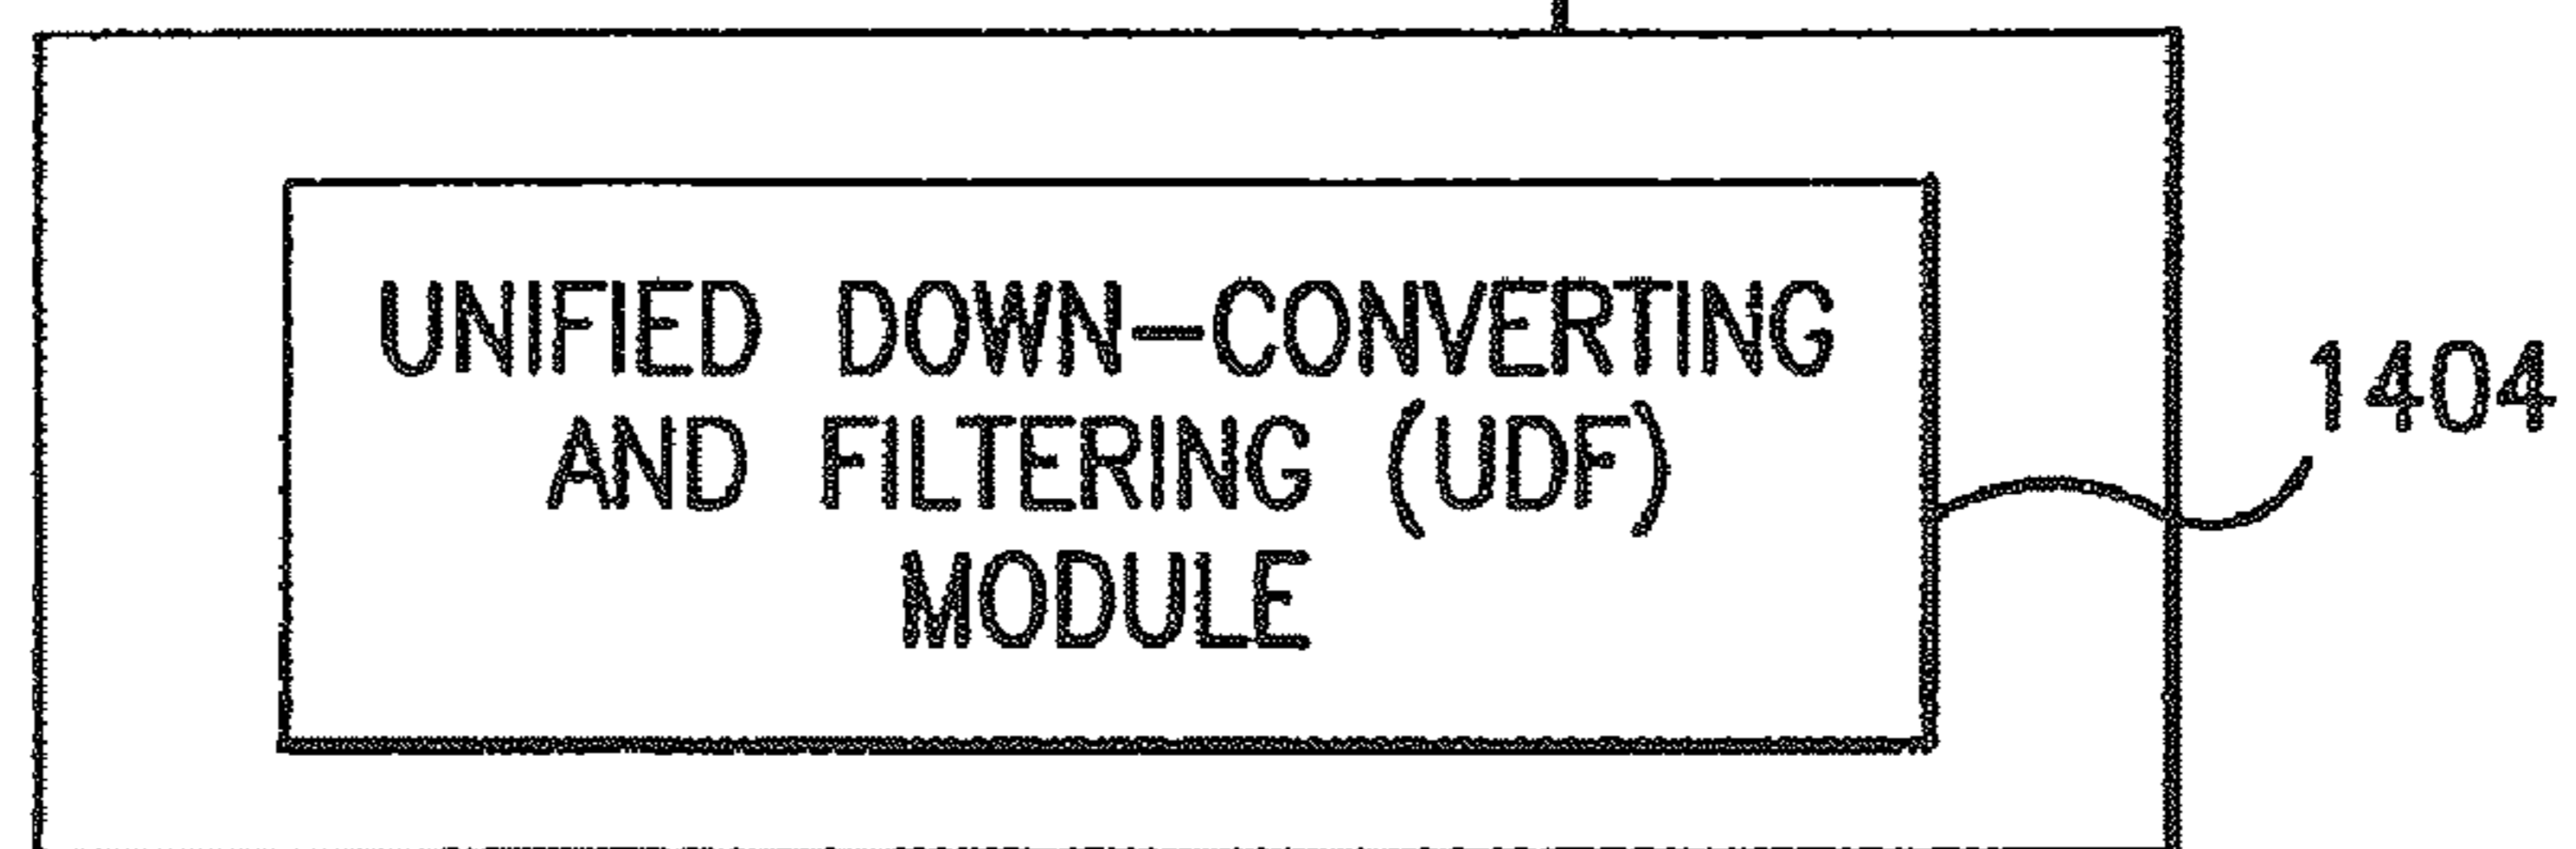 UNIFIED DOWN-CONVERTING
AND FILTERING (UDF)
MODULE
1404